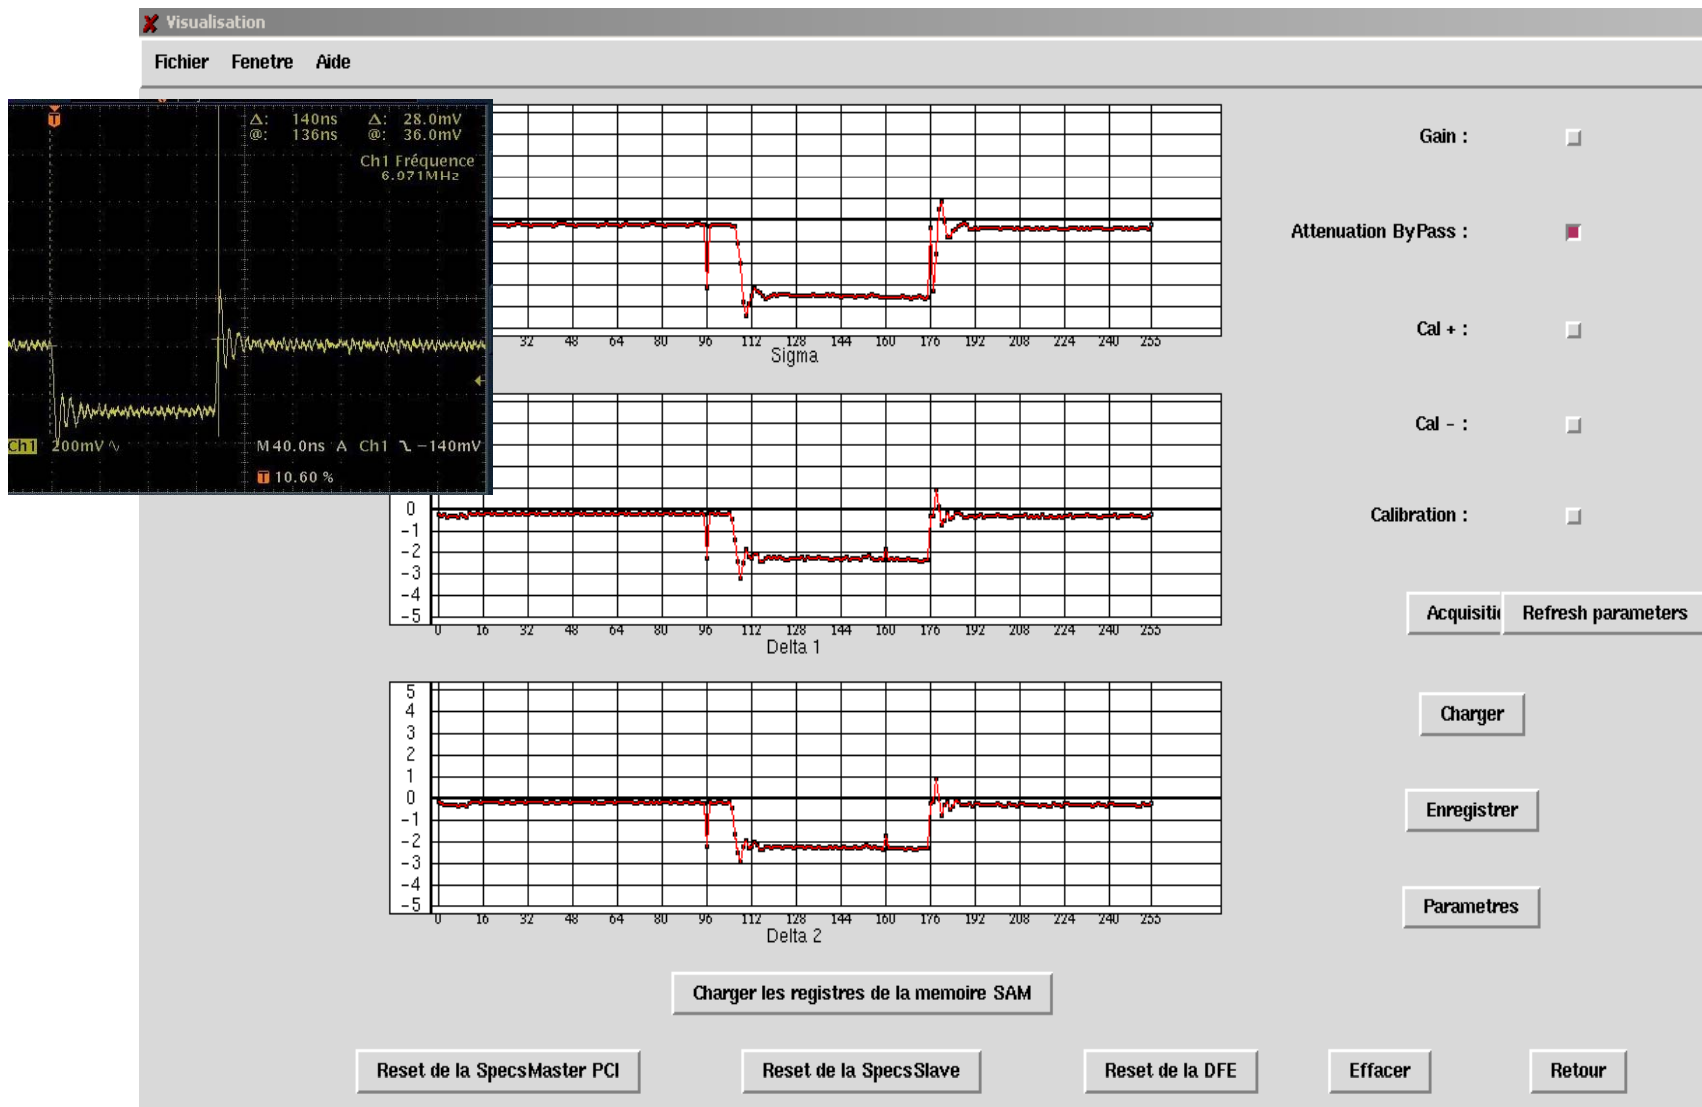 Visualisation
Fichier Fenetre Aide
Δ: 140ns Δ: 28.0mV
@: 136ns @: 36.0mV
Ch1 Fréquence
6.071MHz
Ch1 200mV M 40.0ns A Ch1 -140mV
T 10.60 %
32 48 64 80 96 112 128 144 160 176 192 208 224 240 255
Sigma
0
-1
-2
-3
-4
-5
0 16 32 48 64 80 96 112 128 144 160 176 192 208 224 240 255
Delta 1
5
4
3
2
1
0
-1
-2
-3
-4
-5
0 16 32 48 64 80 96 112 128 144 160 176 192 208 224 240 255
Delta 2
Gain :
Attenuation ByPass :
Cal + :
Cal - :
Calibration :
Acquisitio Refresh parameters
Charger
Enregistrer
Parametres
Charger les registres de la memoire SAM
Reset de la SpecsMaster PCI Reset de la SpecsSlave Reset de la DFE Effacer Retour